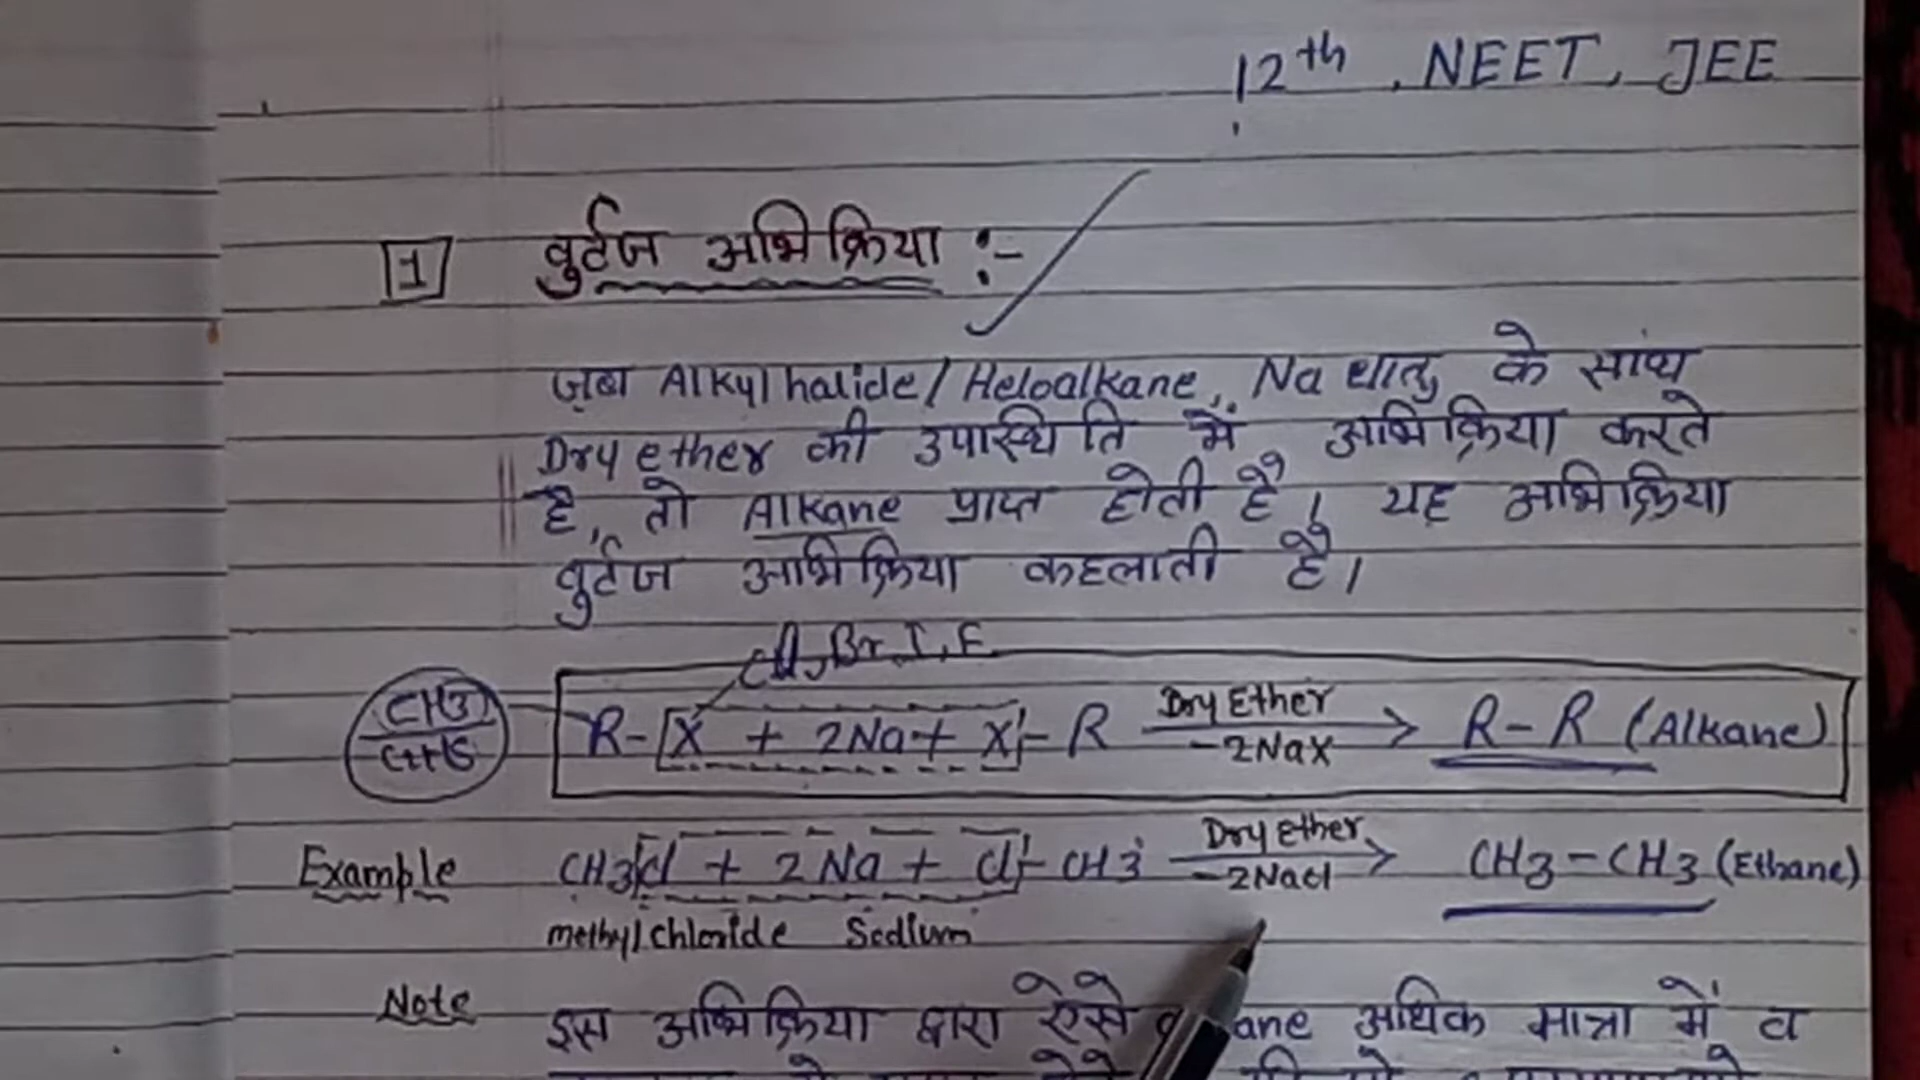 12th, NEET, JEE
1 वुर्टज अभिक्रिया :-
जब Alkyl halide/Heloalkane, Na धातु के साथ
Dry ether की उपस्थिति में अभिक्रिया करते
है, तो Alkane प्राप्त होती है। यह अभिक्रिया
वुर्टज अभिक्रिया कहलाती है।
Cl, Br, I, F
CH3 R-X + 2Na + X-R Dry Ether -2NaX > R-R (Alkane)
C2H5
Example CH3Cl + 2Na + Cl-CH3 Dry ether -2NaCl > CH3-CH3 (Ethane)
methyl chloride Sodium
Note इस अभिक्रिया द्वारा ऐसे ane अधिक मात्रा में व